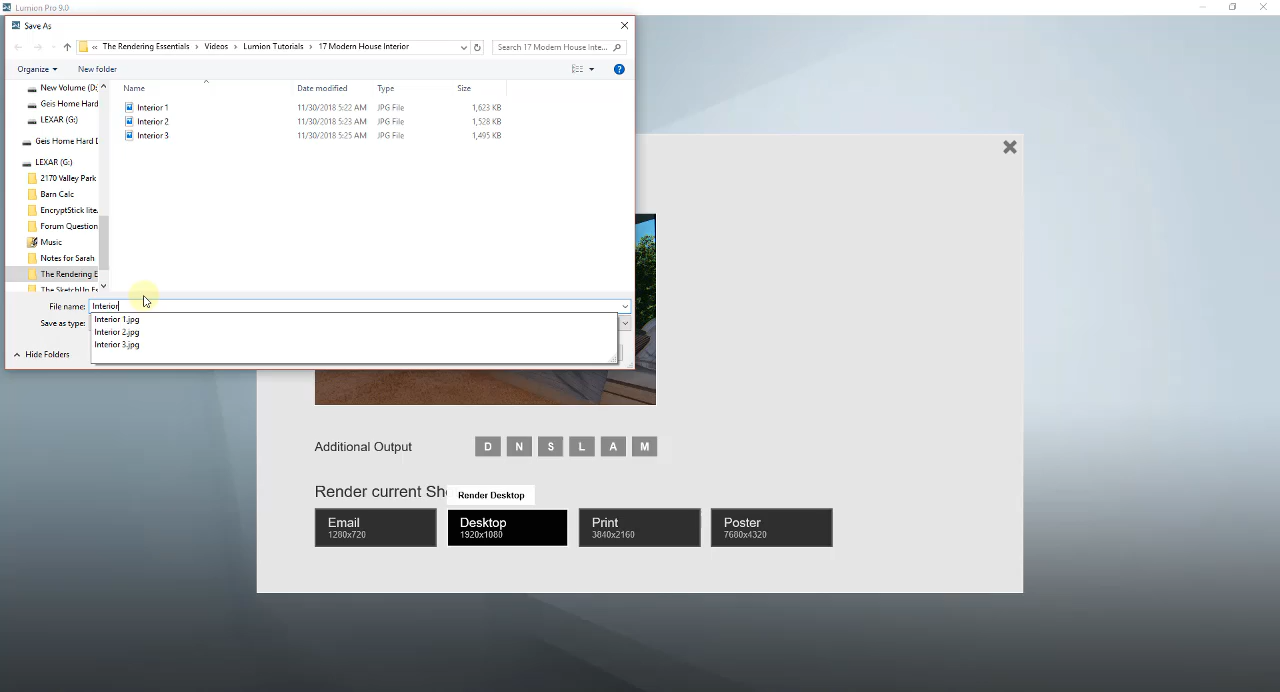 Lumion Pro 9.0
Save As
« The Rendering Essentials › Videos › Lumion Tutorials › 17 Modern House Interior
Search 17 Modern House Inte...
Organize
New folder
Name
Date modified
Type
Size
Interior 1 11/30/2018 5:22 AM JPG File 1,623 KB
Interior 2 11/30/2018 5:23 AM JPG File 1,528 KB
Interior 3 11/30/2018 5:25 AM JPG File 1,495 KB
New Volume (D:
Geis Home Hard
LEXAR (G:)
Geis Home Hard D
LEXAR (G:)
2170 Valley Park
Barn Calc
EncryptStick lite
Forum Question
Music
Notes for Sarah
The Rendering E
The SketchUp Es
File name: Interior
Save as type:
Interior 1.jpg
Interior 2.jpg
Interior 3.jpg
Hide Folders
Additional Output
D N S L A M
Render current Sh
Render Desktop
Email
1280x720
Desktop
1920x1080
Print
3840x2160
Poster
7680x4320